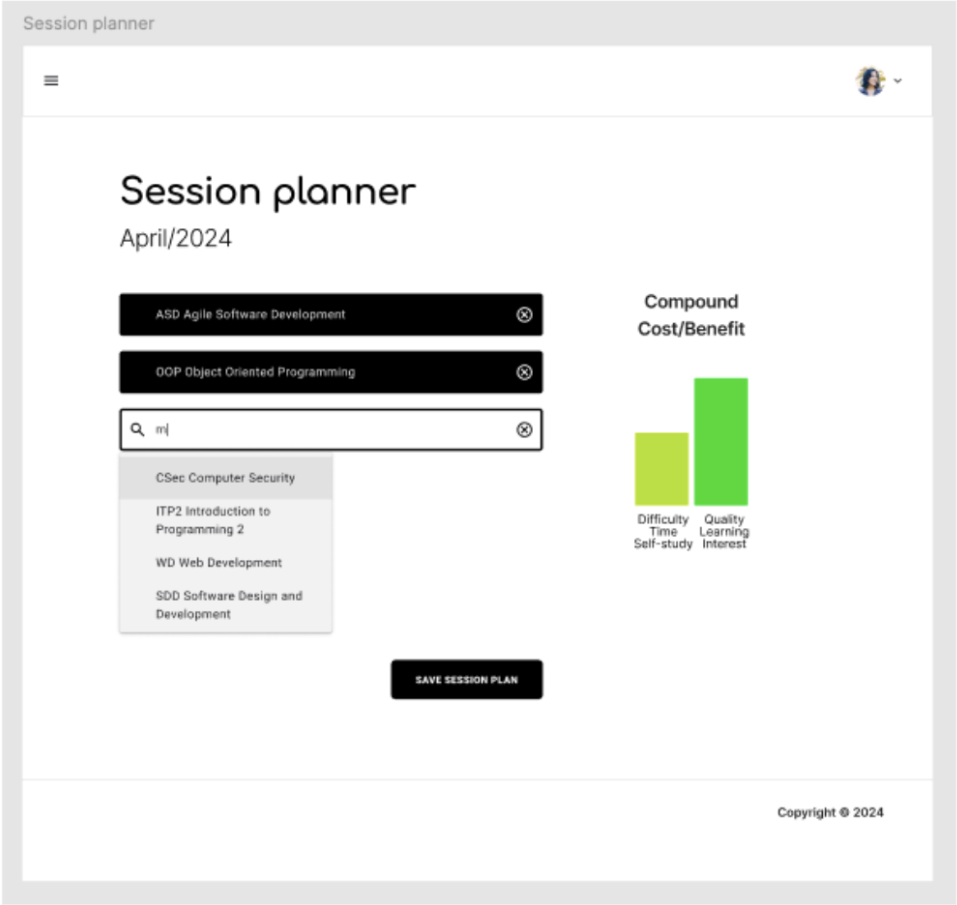 Session planner
Session planner
April/2024
ASD Agile Software Development
OOP Object Oriented Programming
m
CSec Computer Security
ITP2 Introduction to
Programming 2
WD Web Development
SDD Software Design and
Development
SAVE SESSION PLAN
Compound
Cost/Benefit
Difficulty
Time
Self-study
Quality
Learning
Interest
Copyright © 2024